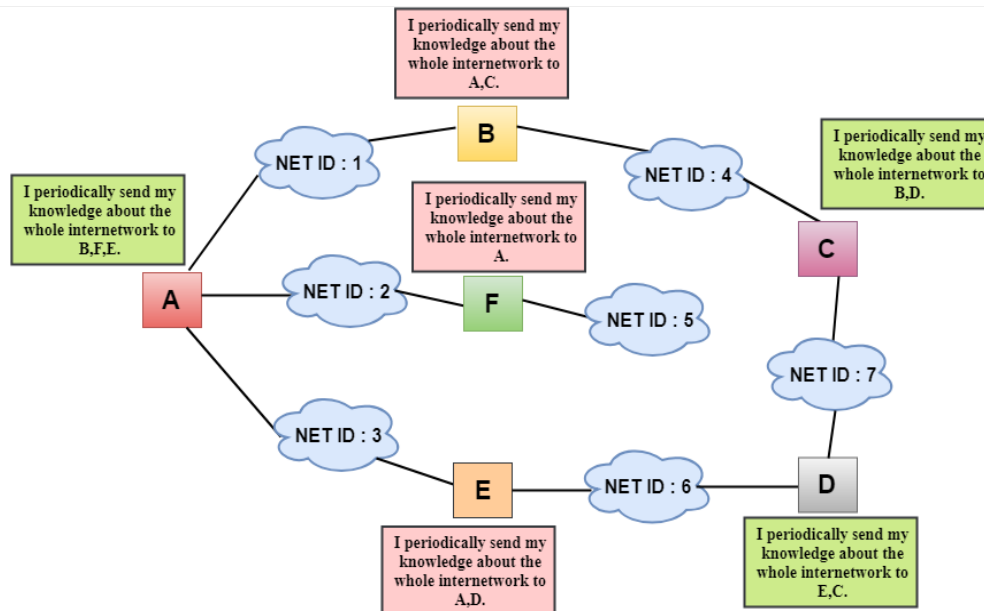 I periodically send my
knowledge about the
whole internetwork to
A,C.
B
NET ID : 1
NET ID : 4
I periodically send my
knowledge about the
whole internetwork to
B,D.
I periodically send my
knowledge about the
whole internetwork to
B,F,E.
I periodically send my
knowledge about the
whole internetwork to
A.
C
A
NET ID : 2
F
NET ID : 5
NET ID : 7
NET ID : 3
E
NET ID : 6
D
I periodically send my
knowledge about the
whole internetwork to
A,D.
I periodically send my
knowledge about the
whole internetwork to
E,C.